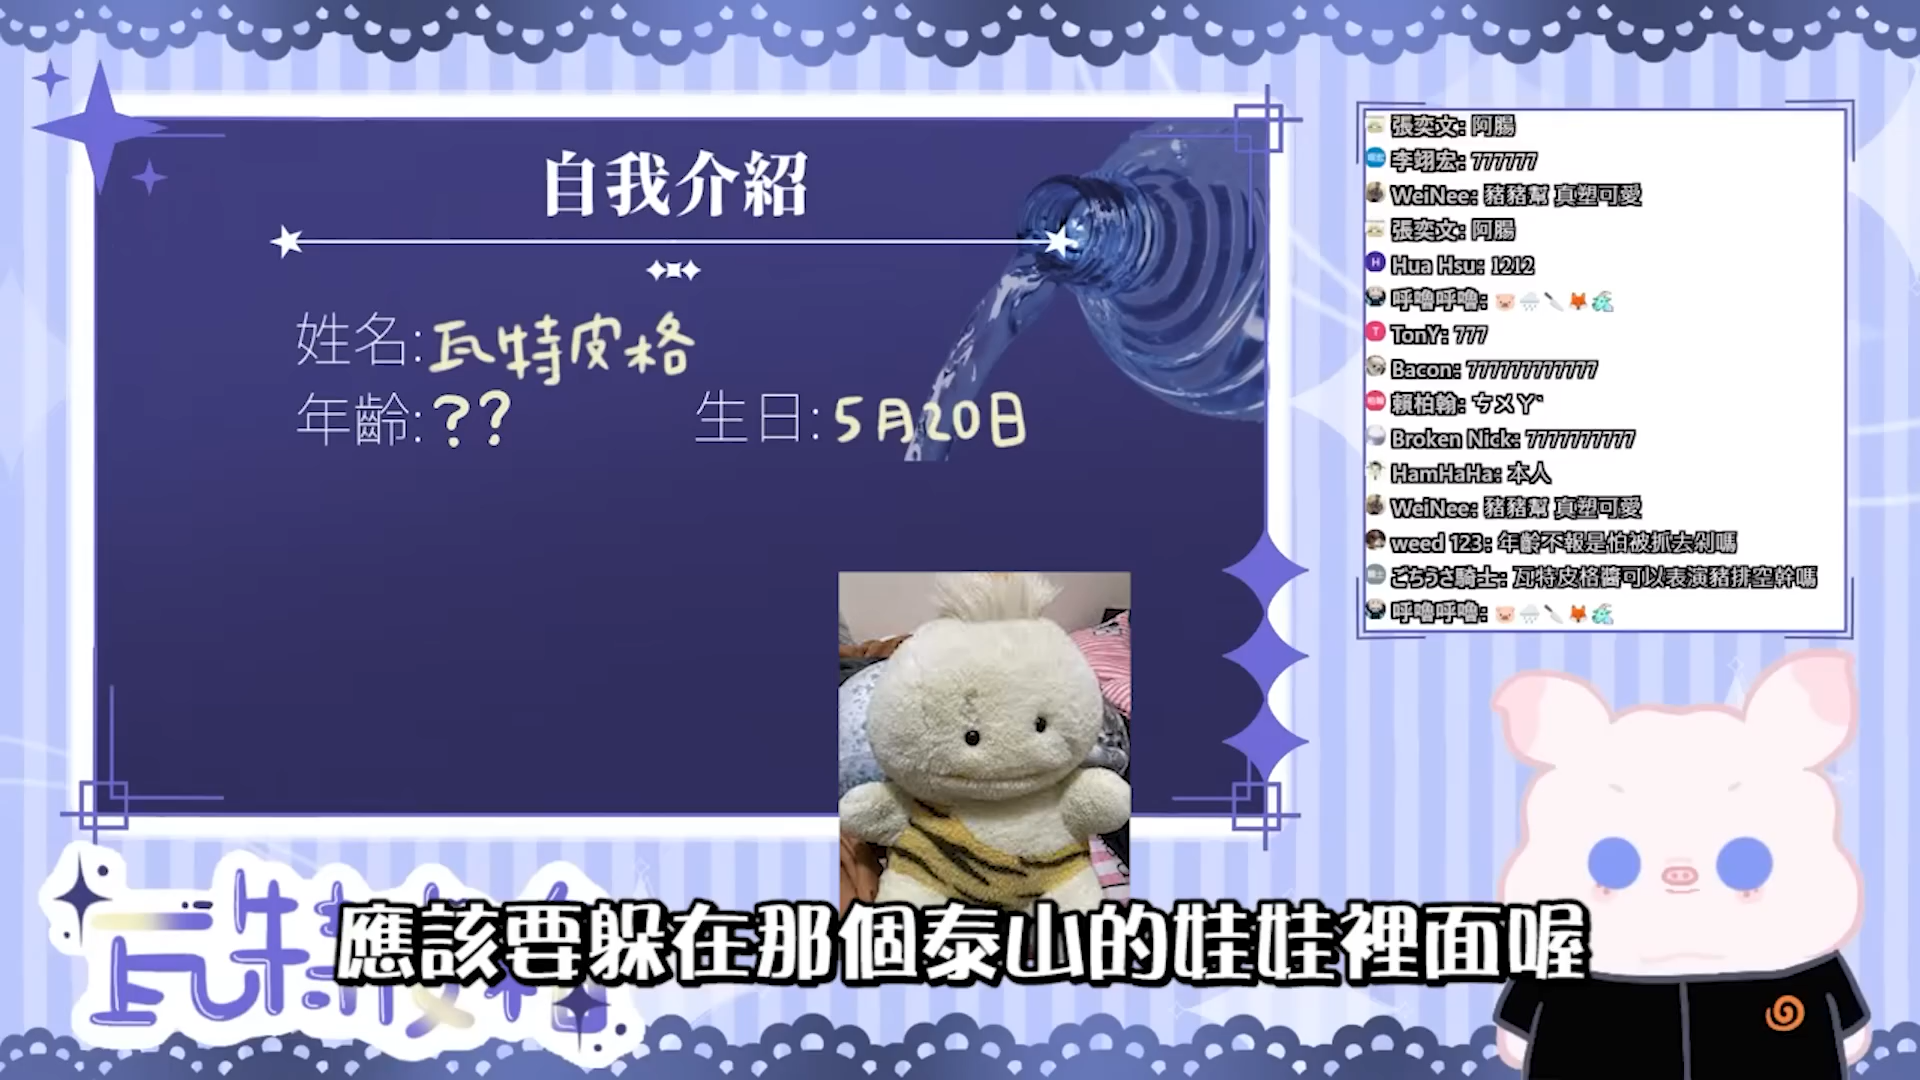 自我介紹
姓名:瓦特皮格
年齡:??
生日:5月20日
張奕文: 阿腸
李翊宏: 777777
WeiNee: 豬豬幫 真塑可愛
張奕文: 阿腸
Hua Hsu: 1212
呼嚕呼嚕: 🐷🌧️🔪🦊🐲
TonY: 777
Bacon: 777777777777
賴柏翰: ㄘㄨㄚˋ
Broken Nick: 7777777777
HamHaHa: 本人
WeiNee: 豬豬幫 真塑可愛
weed 123: 年齡不報是怕被抓去剁嗎
ごちうさ騎士: 瓦特皮格醬可以表演豬排空幹嗎
呼嚕呼嚕: 🐷🌧️🔪🦊🐲
瓦特皮格
應該要躲在那個泰山的娃娃裡面喔